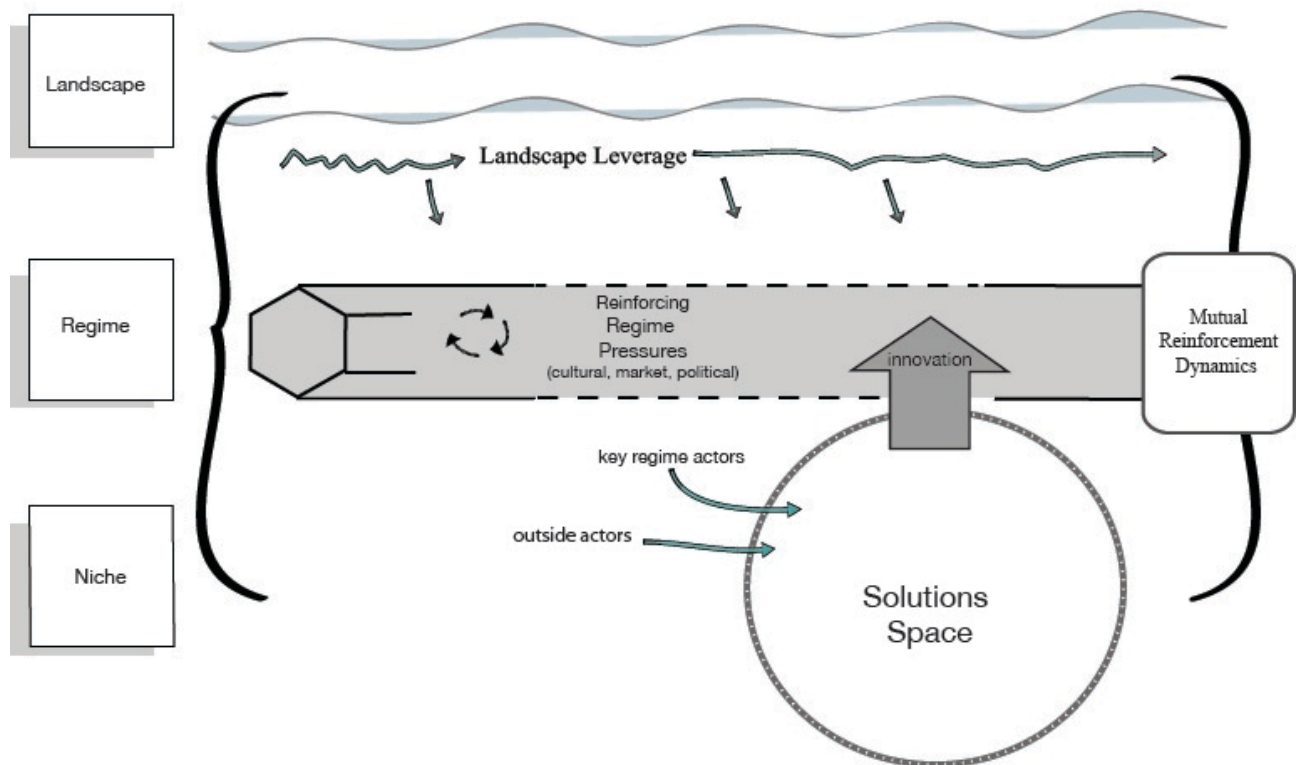 Landscape
Landscape Leverage
Regime
Reinforcing
Regime
Pressures
(cultural, market, political)
innovation
Mutual
Reinforcement
Dynamics
key regime actors
outside actors
Niche
Solutions
Space